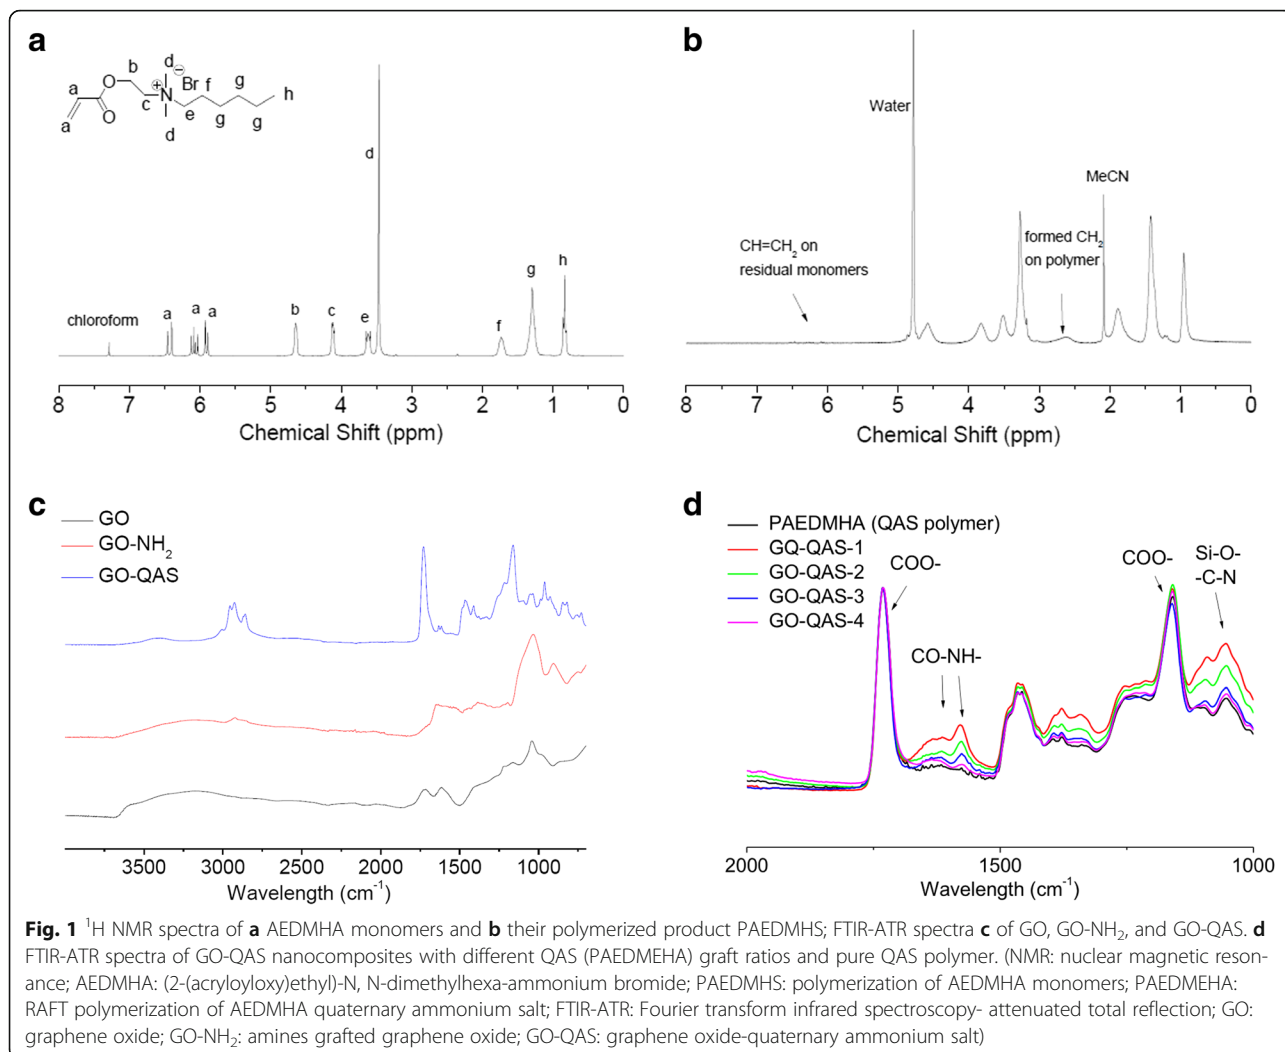 a
b
d
⊖
Br
f
g
h
a
O
⊕
N
a
O
c
d
e
g
g
d
g
h
chloroform
a
a
a
b
c
e
f
8 7 6 5 4 3 2 1 0
Chemical Shift (ppm)
b
Water
MeCN
CH=CH₂ on
residual monomers
formed CH₂
on polymer
8 7 6 5 4 3 2 1 0
Chemical Shift (ppm)
c
GO
GO-NH₂
GO-QAS
3500 3000 2500 2000 1500 1000
Wavelength (cm⁻¹)
d
PAEDMHA (QAS polymer)
GQ-QAS-1
GO-QAS-2
GO-QAS-3
GO-QAS-4
COO-
CO-NH-
COO-
Si-O-
-C-N
2000 1500 1000
Wavelength (cm⁻¹)
Fig. 1 ¹H NMR spectra of a AEDMHA monomers and b their polymerized product PAEDMHS; FTIR-ATR spectra c of GO, GO-NH₂, and GO-QAS. d
FTIR-ATR spectra of GO-QAS nanocomposites with different QAS (PAEDMEHA) graft ratios and pure QAS polymer. (NMR: nuclear magnetic reson-
ance; AEDMHA: (2-(acryloyloxy)ethyl)-N, N-dimethylhexa-ammonium bromide; PAEDMHS: polymerization of AEDMHA monomers; PAEDMEHA:
RAFT polymerization of AEDMHA quaternary ammonium salt; FTIR-ATR: Fourier transform infrared spectroscopy- attenuated total reflection; GO:
graphene oxide; GO-NH₂: amines grafted graphene oxide; GO-QAS: graphene oxide-quaternary ammonium salt)